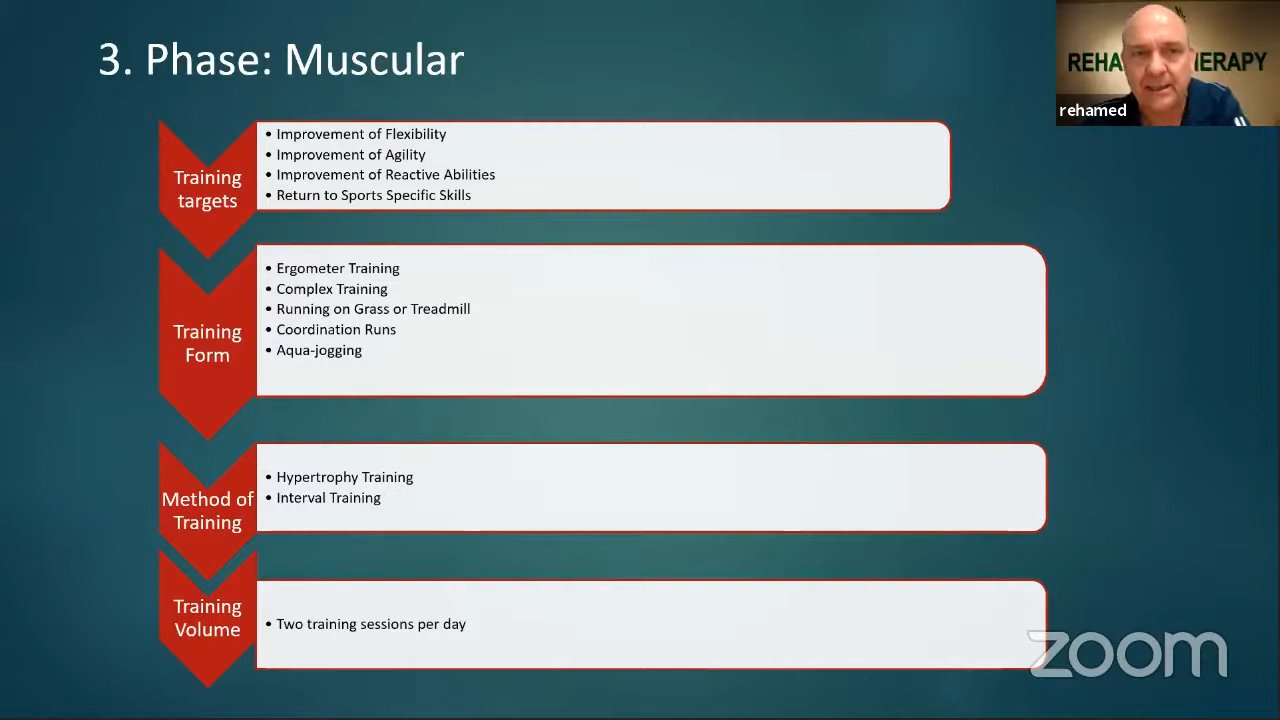 3. Phase: Muscular
REHA
ERAPY
rehamed
Training
targets
• Improvement of Flexibility
• Improvement of Agility
• Improvement of Reactive Abilities
• Return to Sports Specific Skills
Training
Form
• Ergometer Training
• Complex Training
• Running on Grass or Treadmill
• Coordination Runs
• Aqua-jogging
Method of
Training
• Hypertrophy Training
• Interval Training
Training
Volume
• Two training sessions per day
zoom